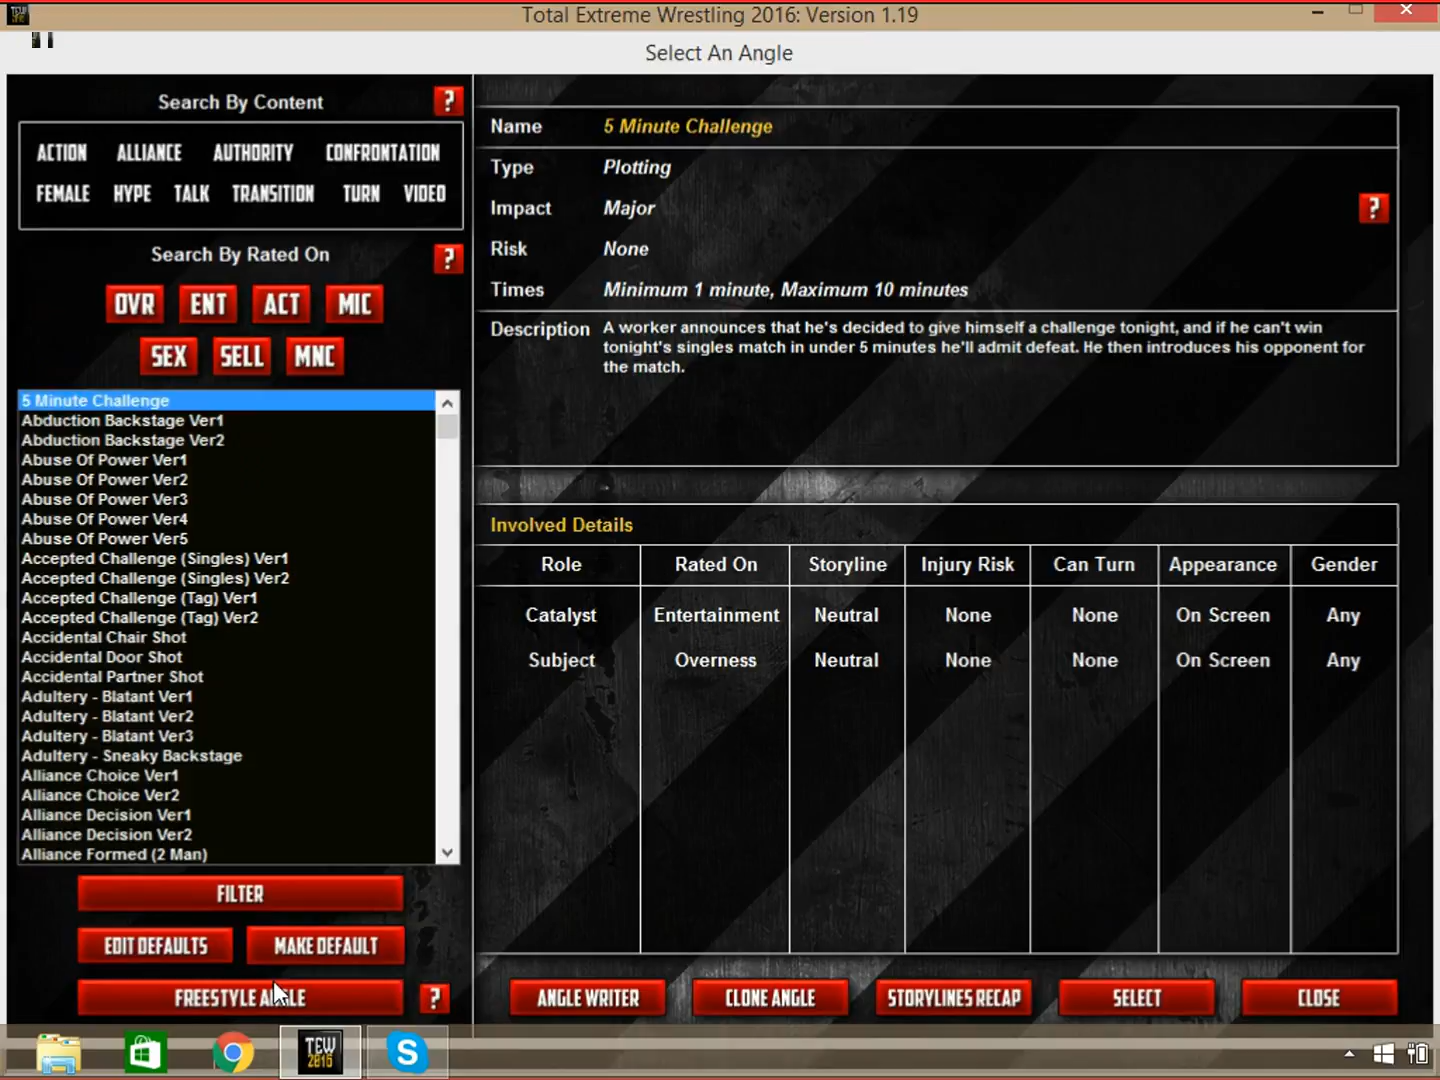 Total Extreme Wrestling 2016: Version 1.19
Select An Angle
Search By Content ?
ACTION ALLIANCE AUTHORITY CONFRONTATION
FEMALE HYPE TALK TRANSITION TURN VIDEO
Search By Rated On ?
OVR ENT ACT MIC
SEX SELL MNC
5 Minute Challenge
Abduction Backstage Ver1
Abduction Backstage Ver2
Abuse Of Power Ver1
Abuse Of Power Ver2
Abuse Of Power Ver3
Abuse Of Power Ver4
Abuse Of Power Ver5
Accepted Challenge (Singles) Ver1
Accepted Challenge (Singles) Ver2
Accepted Challenge (Tag) Ver1
Accepted Challenge (Tag) Ver2
Accidental Chair Shot
Accidental Door Shot
Accidental Partner Shot
Adultery - Blatant Ver1
Adultery - Blatant Ver2
Adultery - Blatant Ver3
Adultery - Sneaky Backstage
Alliance Choice Ver1
Alliance Choice Ver2
Alliance Decision Ver1
Alliance Decision Ver2
Alliance Formed (2 Man)
FILTER
EDIT DEFAULTS MAKE DEFAULT
FREESTYLE ANGLE ?
Name 5 Minute Challenge
Type Plotting
Impact Major ?
Risk None
Times Minimum 1 minute, Maximum 10 minutes
Description A worker announces that he's decided to give himself a challenge tonight, and if he can't win
tonight's singles match in under 5 minutes he'll admit defeat. He then introduces his opponent for
the match.
Involved Details
Role Rated On Storyline Injury Risk Can Turn Appearance Gender
Catalyst Entertainment Neutral None None On Screen Any
Subject Overness Neutral None None On Screen Any
ANGLE WRITER CLONE ANGLE STORYLINES RECAP SELECT CLOSE
TEW
2016
S